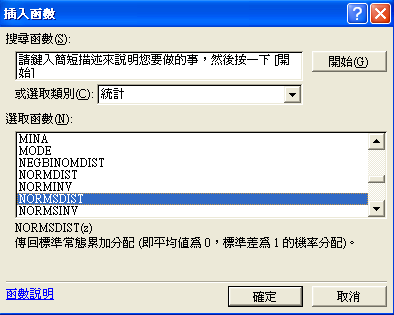 插入函數
搜尋函數(S):
請鍵入簡短描述來說明您要做的事，然後按一下 [開
始]
開始(G)
或選取類別(C): 統計
選取函數(N):
MINA
MODE
NEGBINOMDIST
NORMDIST
NORMINV
NORMSDIST
NORMSINV
NORMSDIST(z)
傳回標準常態累加分配 (即平均值為 0，標準差為 1 的機率分配)。
函數說明
確定
取消